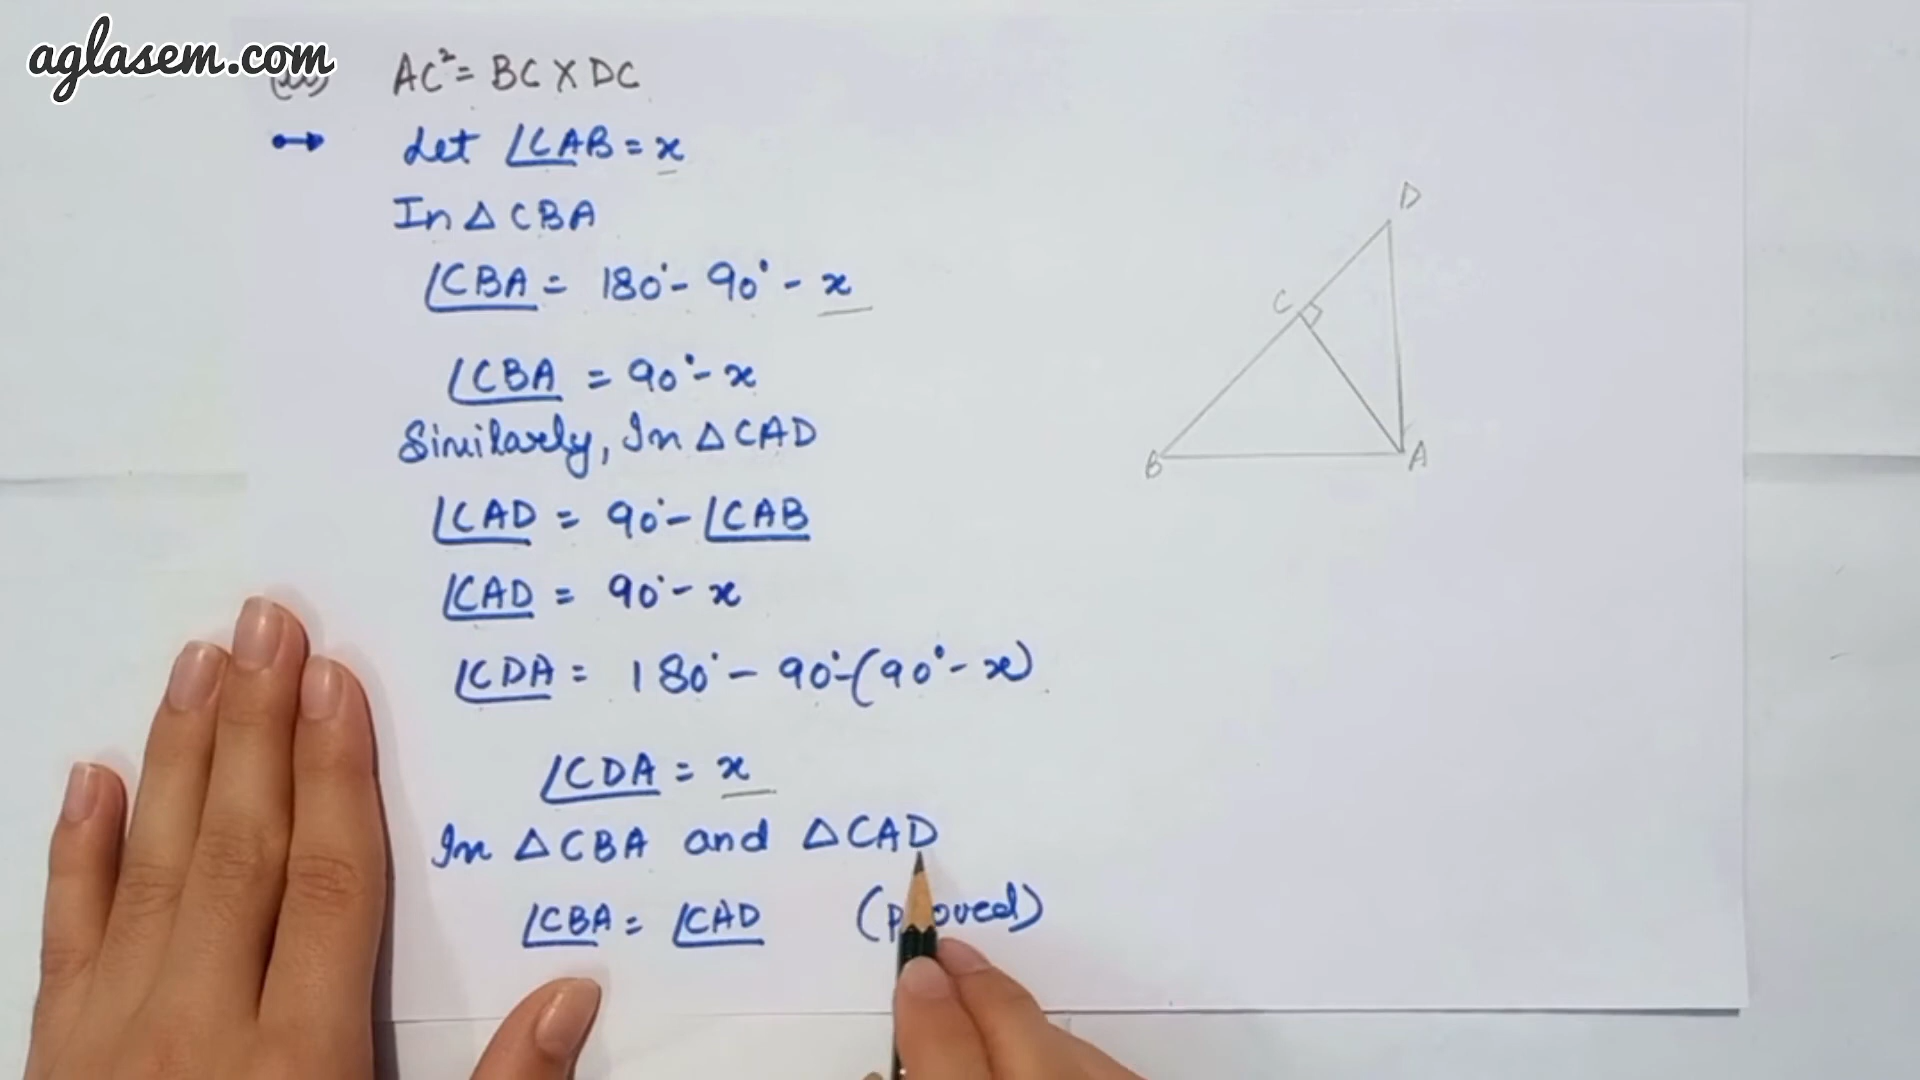 aglasem.com
AC² = BC X DC
Let ∠CAB = x
In △ CBA
∠CBA = 180° - 90° - x
∠CBA = 90° - x
Similarly, In △ CAD
∠CAD = 90° - ∠CAB
∠CAD = 90° - x
∠CDA = 180° - 90° - (90° - x)
∠CDA = x
In △ CBA and △ CAD
∠CBA = ∠CAD (proved)
D
C
B
A